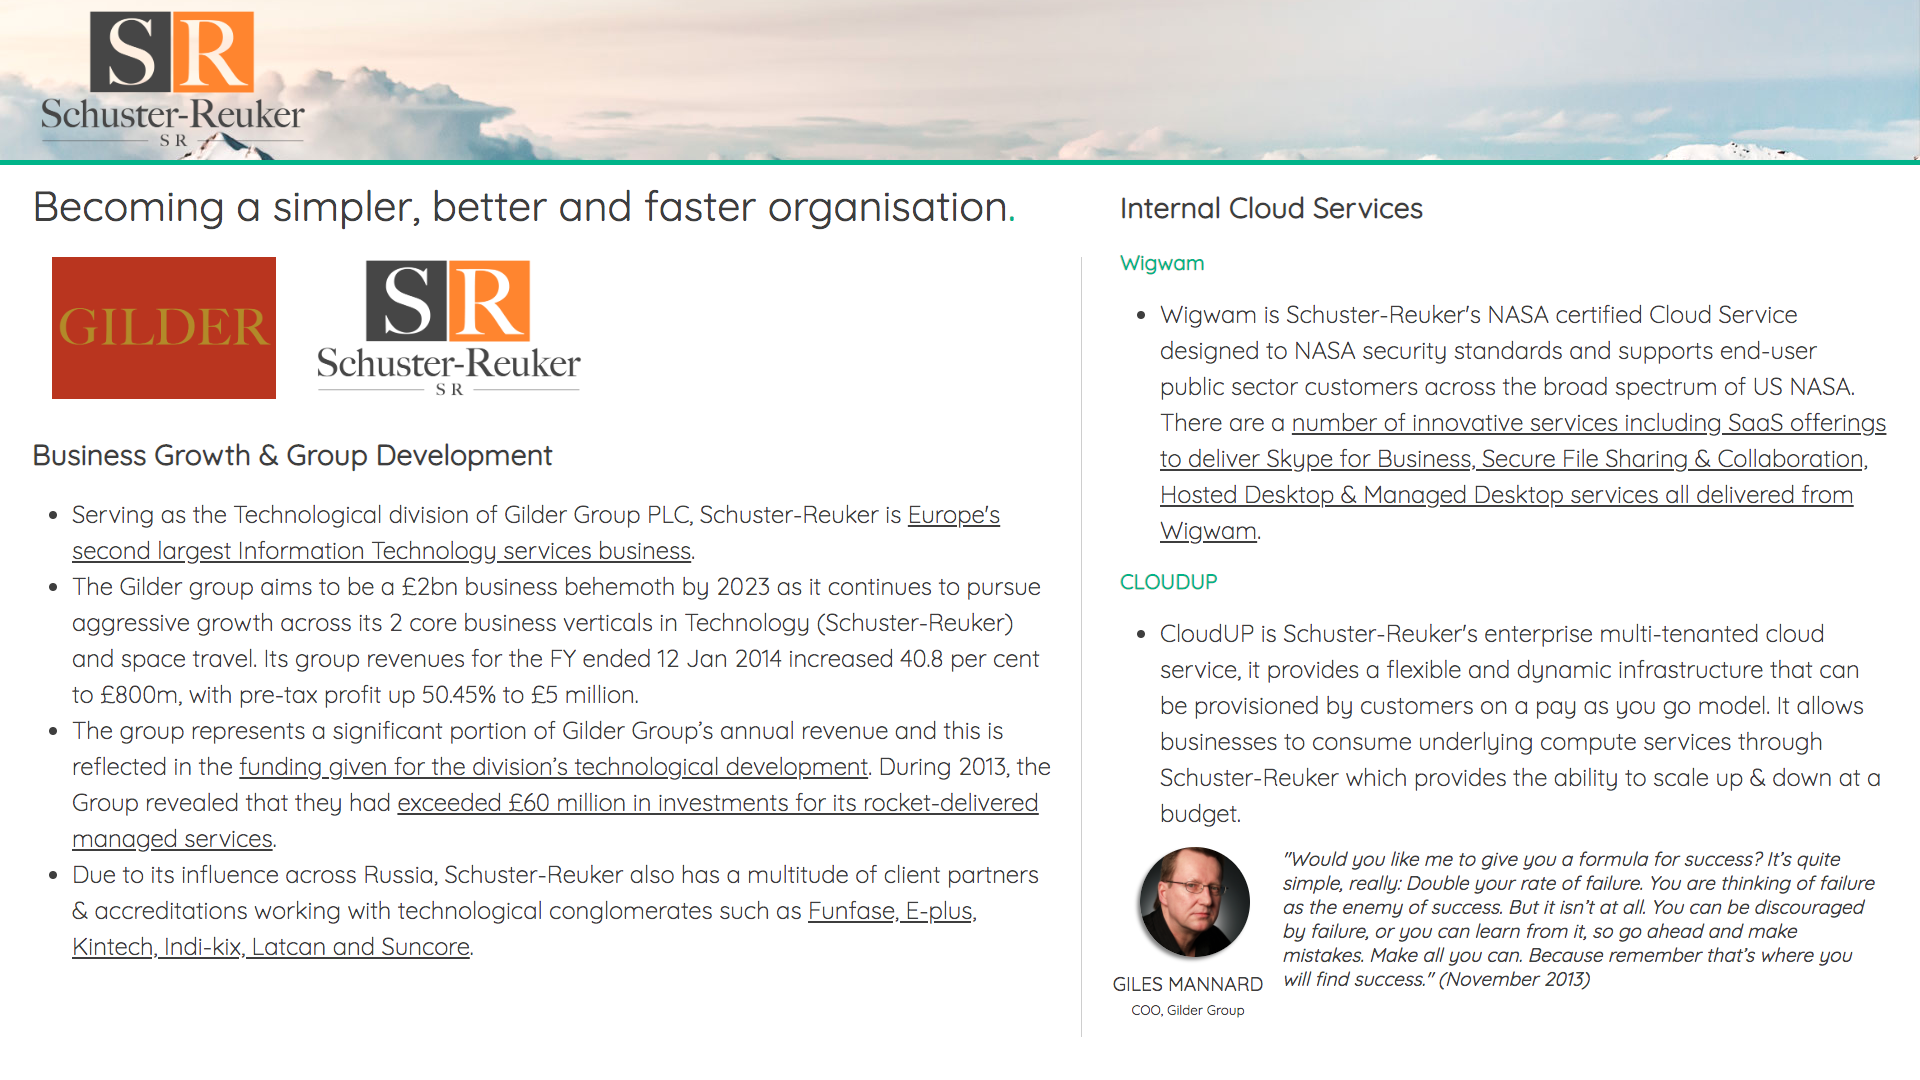 SR
Schuster-Reuker
SR
Becoming a simpler, better and faster organisation.
GILDER
SR
Schuster-Reuker
SR
Business Growth & Group Development
Serving as the Technological division of Gilder Group PLC, Schuster-Reuker is Europe's
second largest Information Technology services business.
The Gilder group aims to be a £2bn business behemoth by 2023 as it continues to pursue
aggressive growth across its 2 core business verticals in Technology (Schuster-Reuker)
and space travel. Its group revenues for the FY ended 12 Jan 2014 increased 40.8 per cent
to £800m, with pre-tax profit up 50.45% to £5 million.
The group represents a significant portion of Gilder Group’s annual revenue and this is
reflected in the funding given for the division’s technological development. During 2013, the
Group revealed that they had exceeded £60 million in investments for its rocket-delivered
managed services.
Due to its influence across Russia, Schuster-Reuker also has a multitude of client partners
& accreditations working with technological conglomerates such as Funfase, E-plus,
Kintech, Indi-kix, Latcan and Suncore.
Internal Cloud Services
Wigwam
Wigwam is Schuster-Reuker's NASA certified Cloud Service
designed to NASA security standards and supports end-user
public sector customers across the broad spectrum of US NASA.
There are a number of innovative services including SaaS offerings
to deliver Skype for Business, Secure File Sharing & Collaboration,
Hosted Desktop & Managed Desktop services all delivered from
Wigwam.
CLOUDUP
CloudUP is Schuster-Reuker's enterprise multi-tenanted cloud
service, it provides a flexible and dynamic infrastructure that can
be provisioned by customers on a pay as you go model. It allows
businesses to consume underlying compute services through
Schuster-Reuker which provides the ability to scale up & down at a
budget.
"Would you like me to give you a formula for success? It’s quite
simple, really: Double your rate of failure. You are thinking of failure
as the enemy of success. But it isn’t at all. You can be discouraged
by failure, or you can learn from it, so go ahead and make
mistakes. Make all you can. Because remember that’s where you
will find success." (November 2013)
GILES MANNARD
COO, Gilder Group